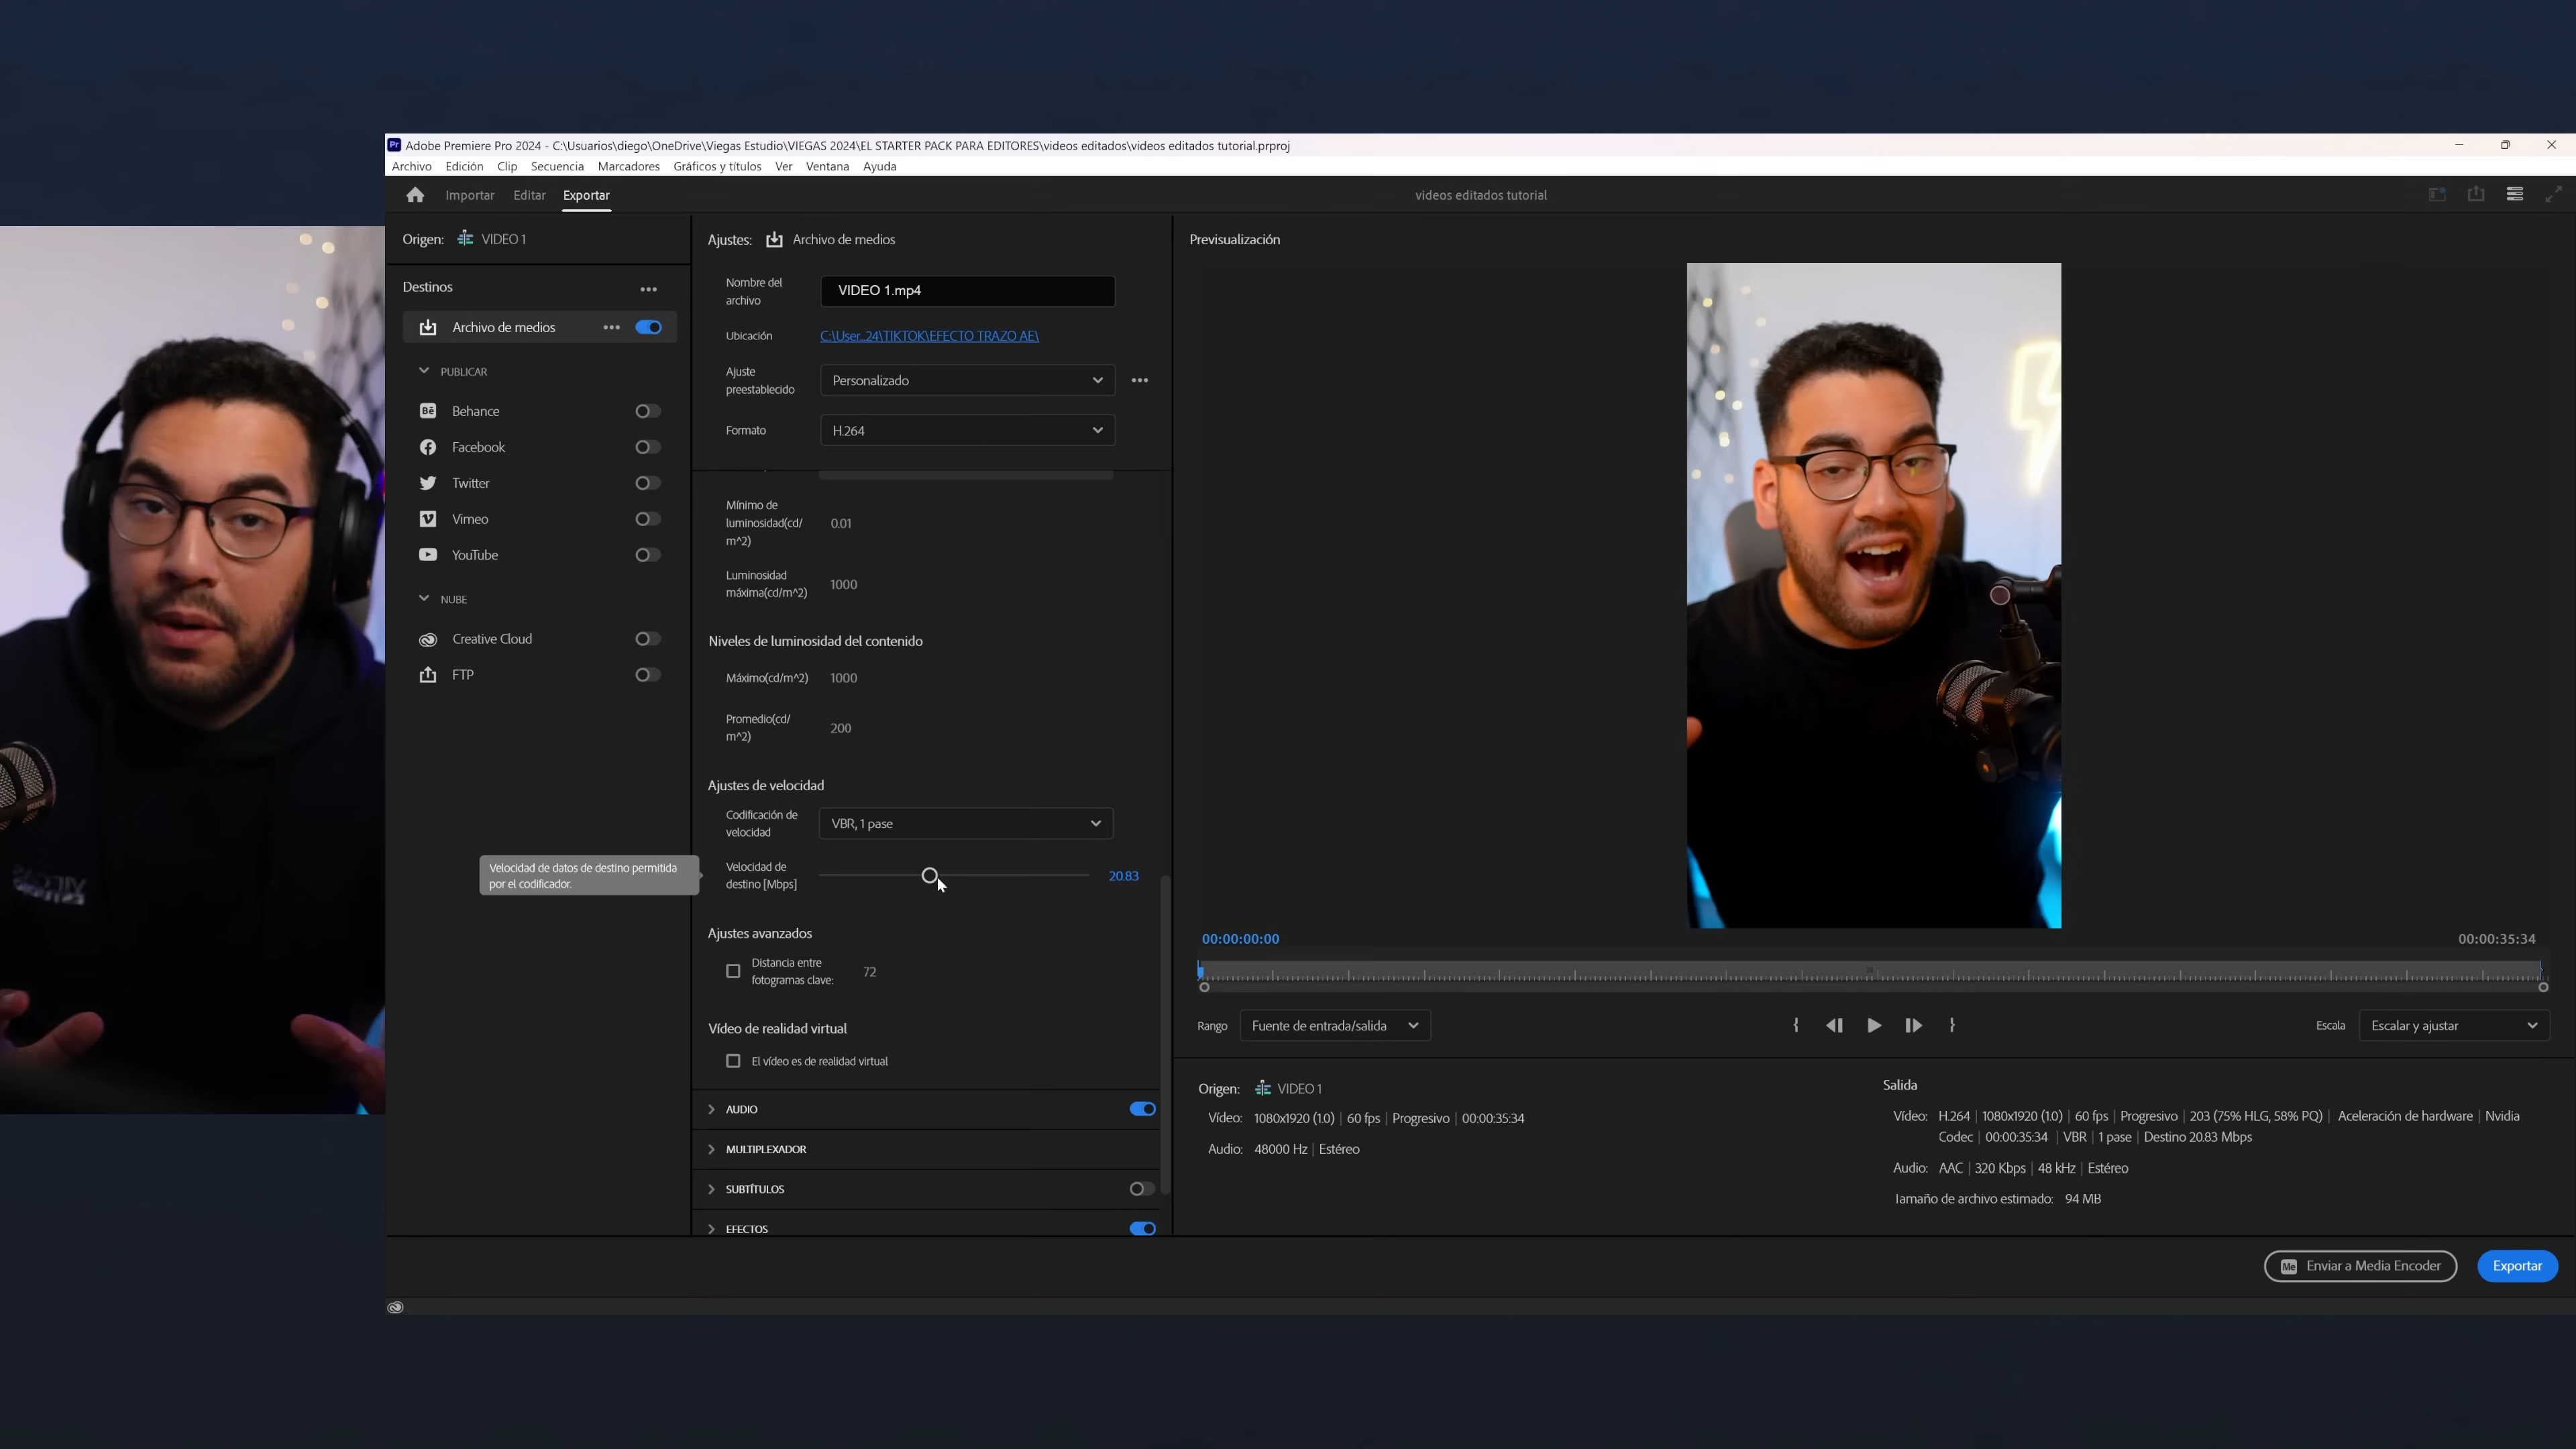 Adobe Premiere Pro 2024 - C:\Usuarios\diego\OneDrive\Viegas Estudio\VIEGAS 2024\EL STARTER PACK PARA EDITORES\videos editados\videos editados tutorial.prproj
Archivo Edición Clip Secuencia Marcadores Gráficos y títulos Ver Ventana Ayuda
Importar Editar Exportar
videos editados tutorial
Origen: VIDEO 1
Destinos
Archivo de medios
PUBLICAR
Behance
Facebook
Twitter
Vimeo
YouTube
NUBE
Creative Cloud
FTP
Ajustes: Archivo de medios
Nombre del
archivo
VIDEO 1.mp4
Ubicación
C:\User...24\TIKTOK\EFECTO TRAZO AE\
Ajuste
preestablecido
Personalizado
Formato
H.264
Mínimo de
luminosidad(cd/
m^2)
0.01
Luminosidad
máxima(cd/m^2)
1000
Niveles de luminosidad del contenido
Máximo(cd/m^2) 1000
Promedio(cd/
m^2)
200
Ajustes de velocidad
Codificación de
velocidad
VBR, 1 pase
Velocidad de datos de destino permitida
por el codificador.
Velocidad de
destino [Mbps]
20.83
Ajustes avanzados
Distancia entre
fotogramas clave:
72
Vídeo de realidad virtual
El vídeo es de realidad virtual
AUDIO
MULTIPLEXADOR
SUBTÍTULOS
EFECTOS
Previsualización
00:00:00:00
00:00:35:34
Rango Fuente de entrada/salida
Escala Escalar y ajustar
Origen: VIDEO 1
Vídeo: 1080x1920 (1.0) | 60 fps | Progresivo | 00:00:35:34
Audio: 48000 Hz | Estéreo
Salida
Vídeo: H.264 | 1080x1920 (1.0) | 60 fps | Progresivo | 203 (75% HLG, 58% PQ) | Aceleración de hardware | Nvidia
Codec | 00:00:35:34 | VBR | 1 pase | Destino 20.83 Mbps
Audio: AAC | 320 Kbps | 48 kHz | Estéreo
Tamaño de archivo estimado: 94 MB
Me Enviar a Media Encoder
Exportar